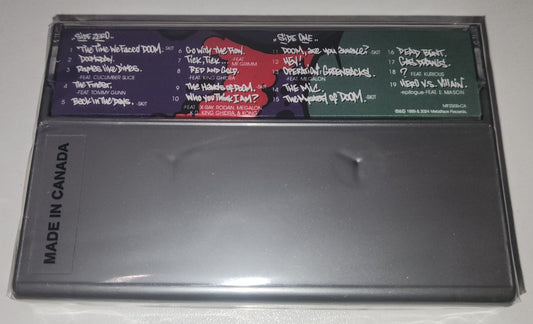 SIDE ZERO..
1 The Time We Faced DOOM. -SKIT
2 Doomsday.
3 Rhymes Like Dimes.
-FEAT. CUCUMBER SLICE
4 The Finest.
-FEAT. TOMMY GUNN
5 Back in the Days. -SKIT
6 Go With The Flow.
7 Tick, Tick... -FEAT. MF GRIMM
8 Red and Gold.
-FEAT. KING GHIDRA
9 The Hands of Doom. -SKIT
10 Who You Think I Am?
-FEAT. X-RAY, RODAN, MEGALON
KING GHIDRA, & KONG
SIDE ONE..
11 DOOM, Are you awake? -SKIT
12 HEY!
13 Operation: Greenbacks.
-FEAT. MEGALON
14 The M.I.C.
15 The Mystery of DOOM. -SKIT
16 Dead Bent.
17 Gas Drawls.
18 ? -FEAT. KURIOUS
19 Hero vs. Villain.
-epilogue FEAT. E. MASON
1999 & 2024 Metalface Records.
MADE IN CANADA